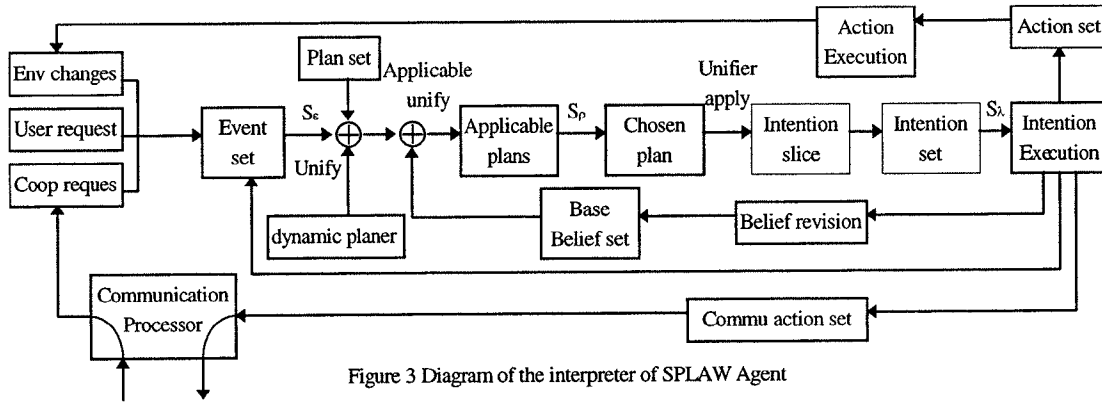 Action
Execution
Action set
Env changes
Plan set
Applicable
unify
Unifier
apply
User request
Event
set
Sε
Unify
Applicable
plans
Sρ
Chosen
plan
Intention
slice
Intention
set
Sλ
Intention
Execution
Coop reques
dynamic planer
Base
Belief set
Belief revision
Communication
Processor
Commu action set
Figure 3 Diagram of the interpreter of SPLAW Agent